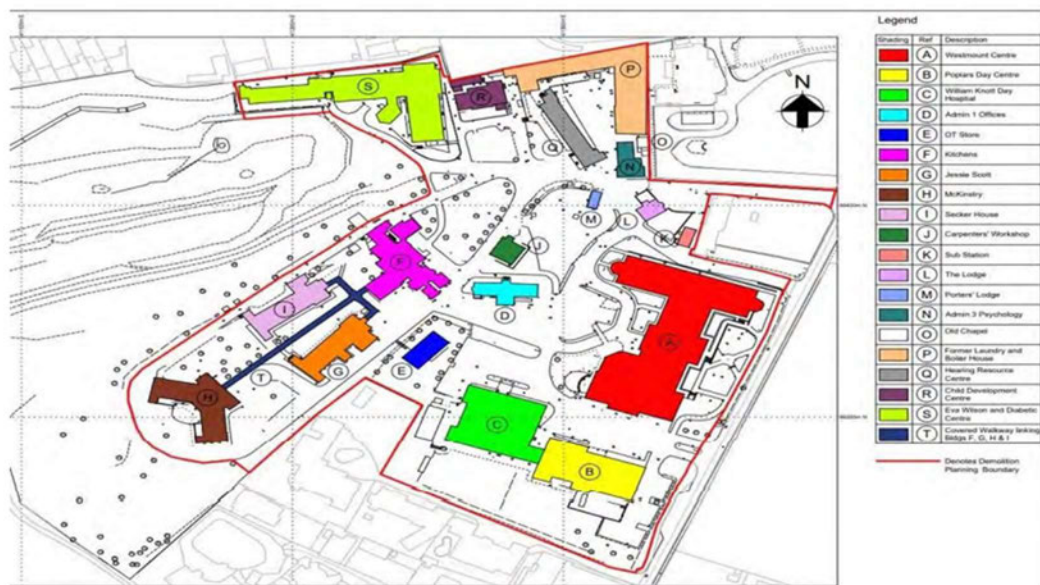 Legend
Shading Ref Description
A Westmount Centre
B Poplars Day Centre
C William Knott Day
Hospital
D Admin 1 Offices
E OT Store
F Kitchens
G Jessie Scott
H McKinstry
I Secker House
J Carpenters' Workshop
K Sub Station
L The Lodge
M Porters' Lodge
N Admin 3 Psychology
O Old Chapel
P Former Laundry and
Boiler House
Q Hearing Resource
Centre
R Child Development
Centre
S Eva Wilson and Diabetic
Centre
T Covered Walkway linking
Bldgs F, G, H & I
Denotes Demolition
Planning Boundary
N
S
R
P
Q
O
N
M
L
K
F
J
I
D
A
T
G
E
H
C
B